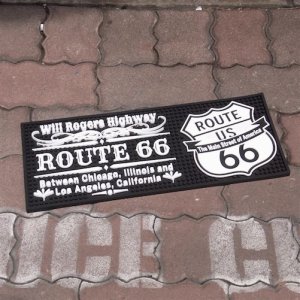 Will Rogers Highway
ROUTE 66
Between Chicago, Illinois and
Los Angeles, California
ROUTE
US
The Main Street of America
66
ICE